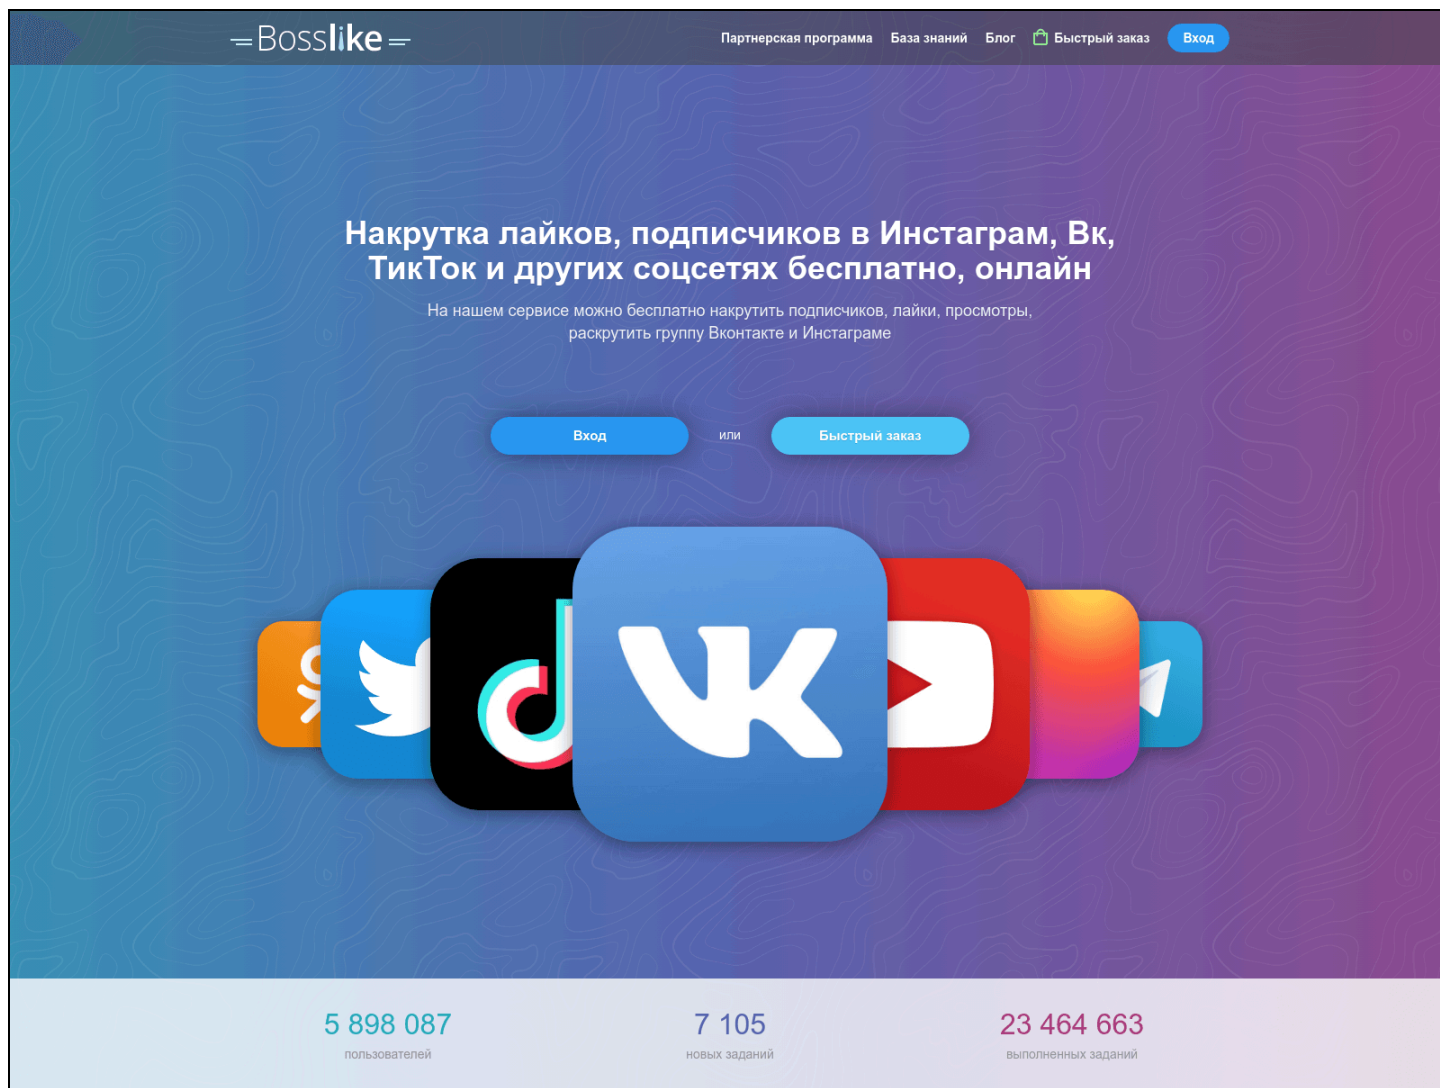 Bosslike
Партнерская программа База знаний Блог Быстрый заказ Вход
Накрутка лайков, подписчиков в Инстаграм, Вк,
ТикТок и других соцсетях бесплатно, онлайн
На нашем сервисе можно бесплатно накрутить подписчиков, лайки, просмотры,
раскрутить группу Вконтакте и Инстаграме
Вход или Быстрый заказ
5 898 087 7 105 23 464 663
пользователей новых заданий выполненных заданий